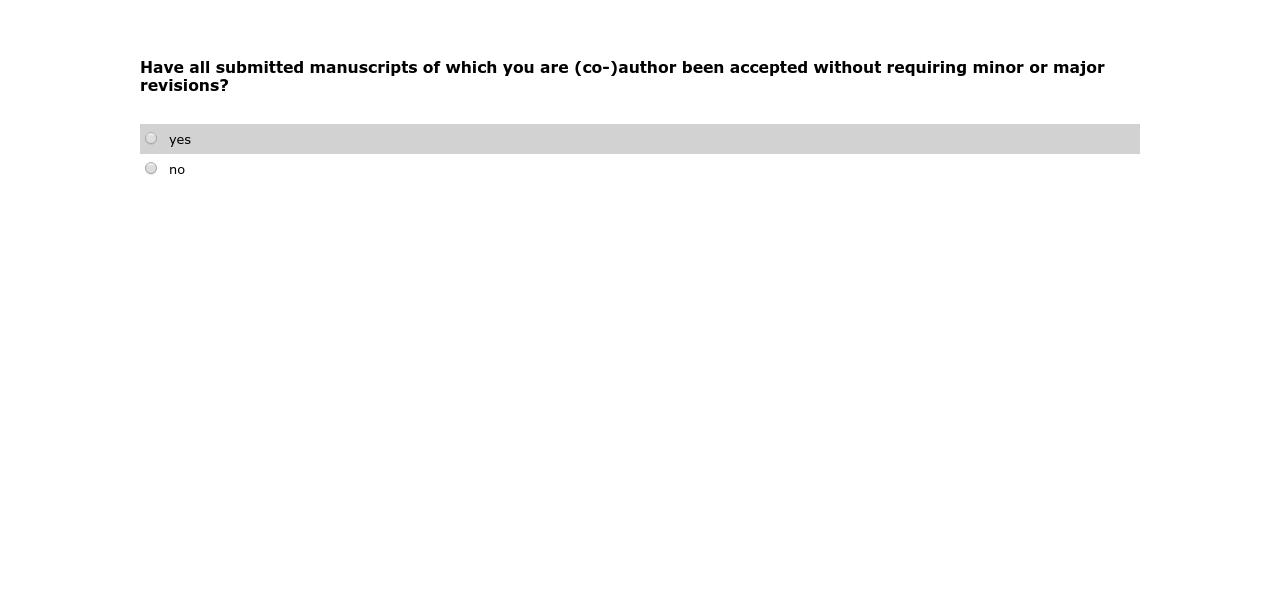 Have all submitted manuscripts of which you are (co-)author been accepted without requiring minor or major
revisions?
yes
no